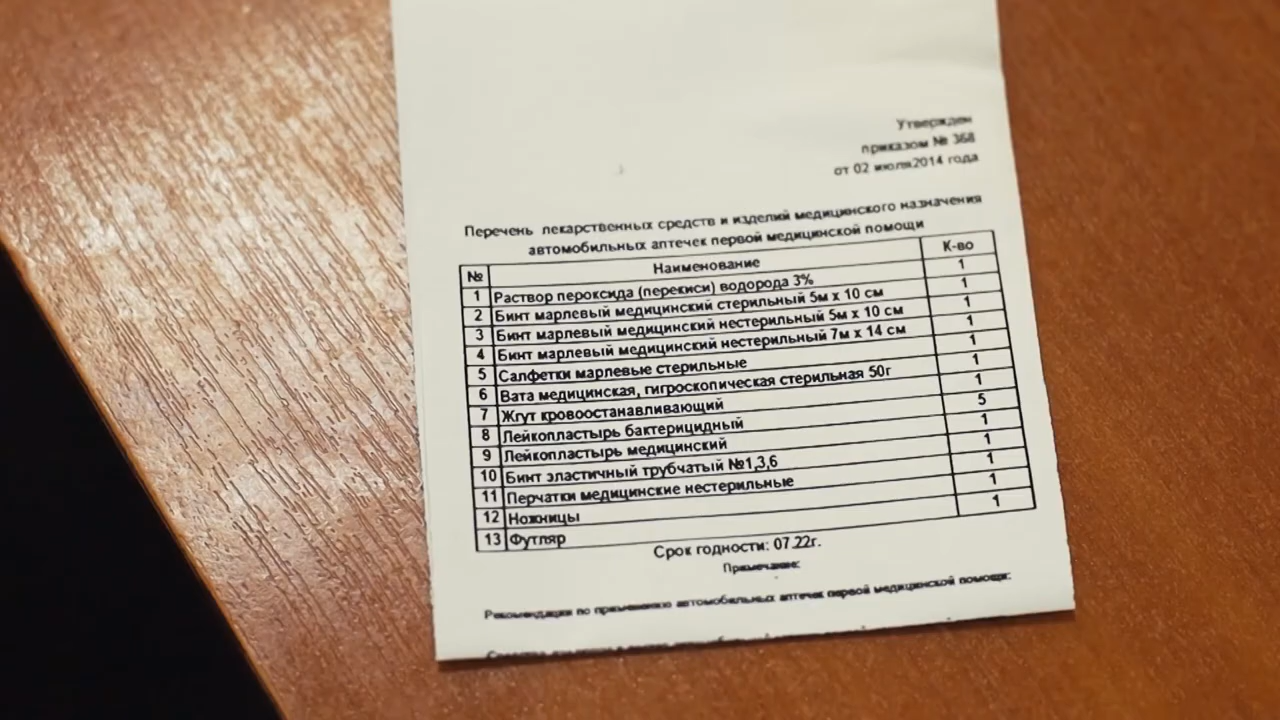 Утвержден
приказом № 368
от 02 июля2014 года
Перечень лекарственных средств и изделий медицинского назначения
автомобильных аптечек первой медицинской помощи
№ Наименование К-во
1 Раствор пероксида (перекиси) водорода 3% 1
2 Бинт марлевый медицинский стерильный 5м х 10 см 1
3 Бинт марлевый медицинский нестерильный 5м х 10 см 1
4 Бинт марлевый медицинский нестерильный 7м х 14 см 1
5 Салфетки марлевые стерильные 1
6 Вата медицинская, гигроскопическая стерильная 50г 1
7 Жгут кровоостанавливающий 1
8 Лейкопластырь бактерицидный 5
9 Лейкопластырь медицинский 1
10 Бинт эластичный трубчатый №1,3,6 1
11 Перчатки медицинские нестерильные 1
12 Ножницы 1
13 Футляр 1
Срок годности: 07.22г.
Примечание:
Рекомендации по применению автомобильных аптечек первой медицинской помощи: